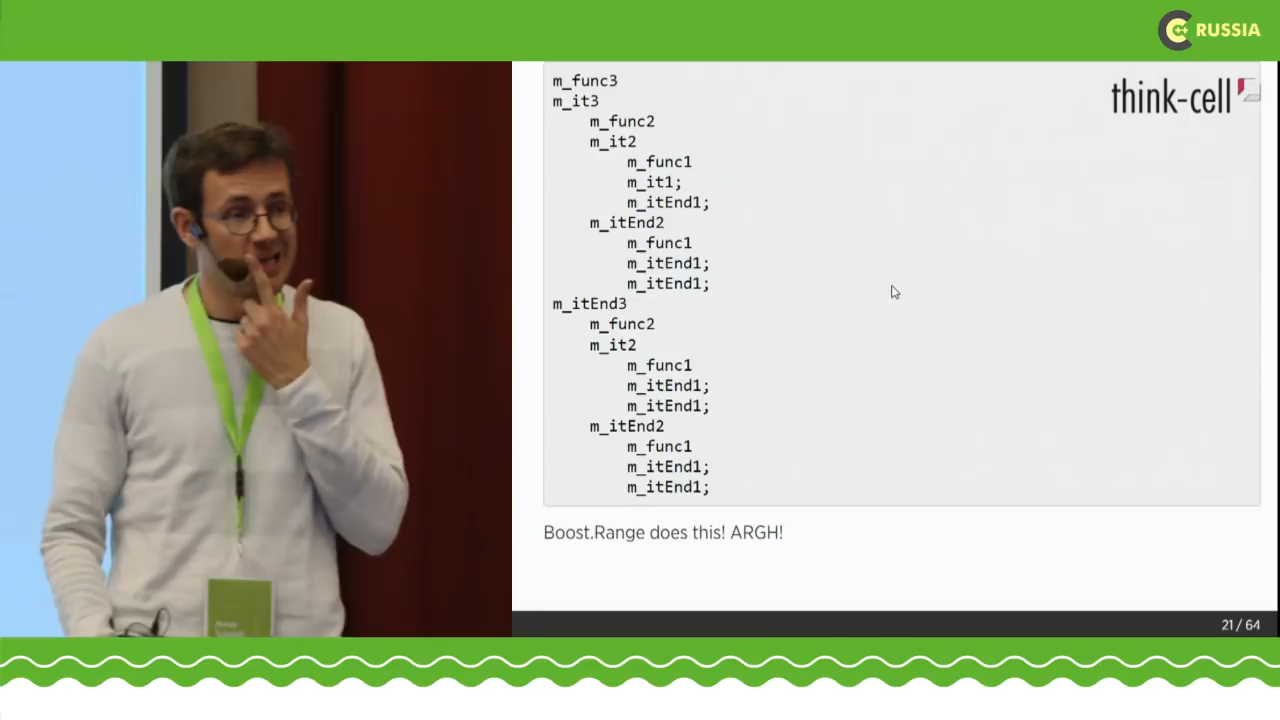 C++ RUSSIA
think-cell
m_func3
m_it3
m_func2
m_it2
m_func1
m_it1;
m_itEnd1;
m_itEnd2
m_func1
m_itEnd1;
m_itEnd1;
m_itEnd3
m_func2
m_it2
m_func1
m_itEnd1;
m_itEnd1;
m_itEnd2
m_func1
m_itEnd1;
m_itEnd1;
Boost.Range does this! ARGH!
21 / 64